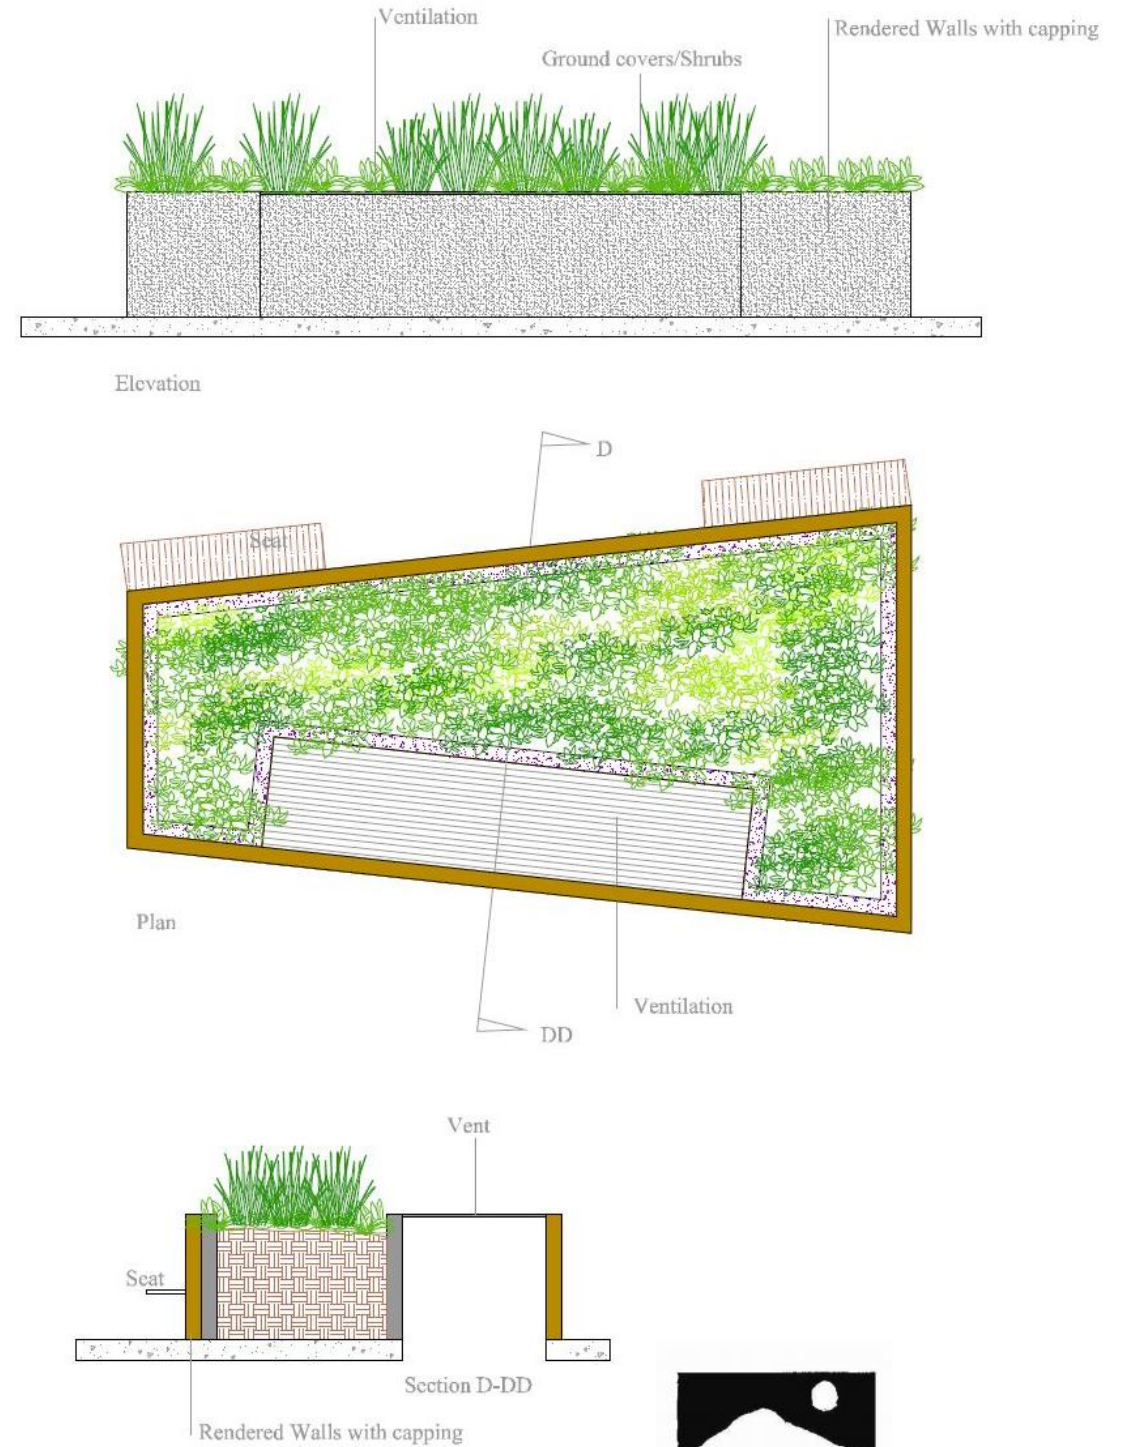 Ventilation
Rendered Walls with capping
Ground covers/Shrubs
Elevation
D
Seat
Plan
Ventilation
DD
Vent
Seat
Section D-DD
Rendered Walls with capping